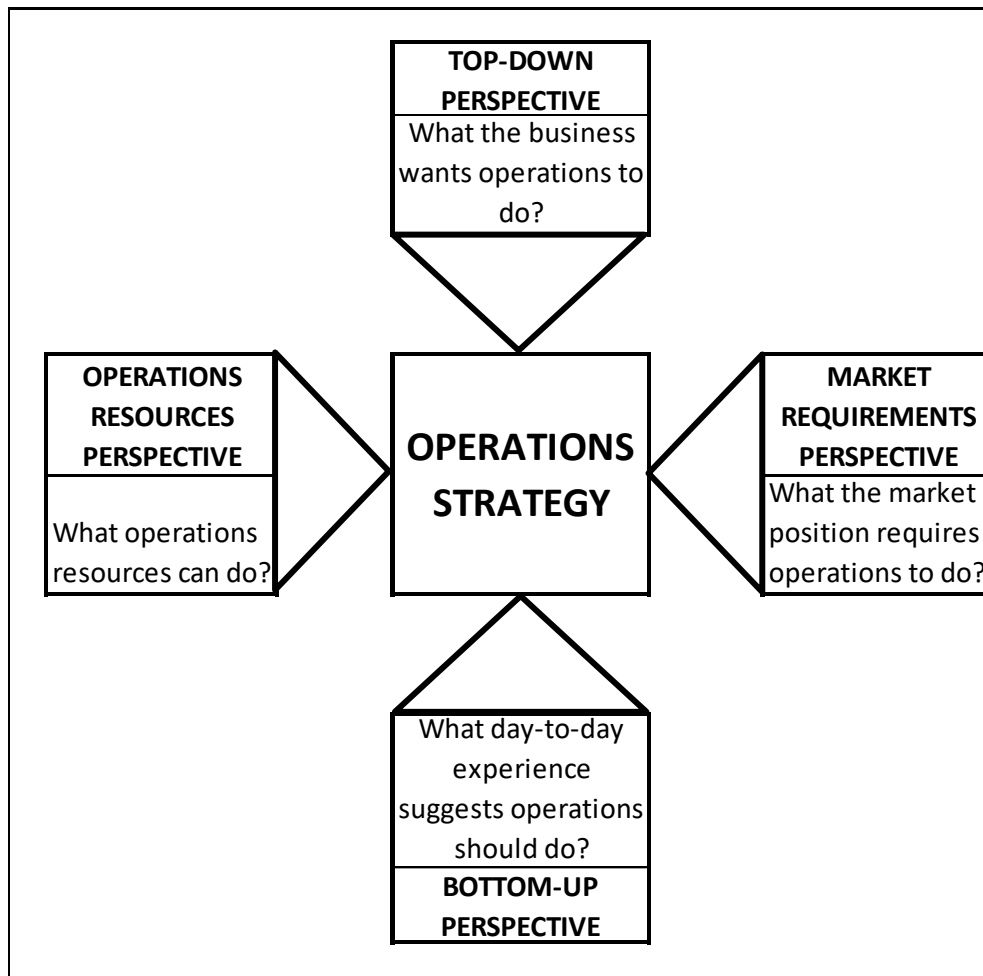 TOP-DOWN
PERSPECTIVE
What the business
wants operations to
do?
OPERATIONS
RESOURCES
PERSPECTIVE
What operations
resources can do?
OPERATIONS
STRATEGY
MARKET
REQUIREMENTS
PERSPECTIVE
What the market
position requires
operations to do?
What day-to-day
experience
suggests operations
should do?
BOTTOM-UP
PERSPECTIVE